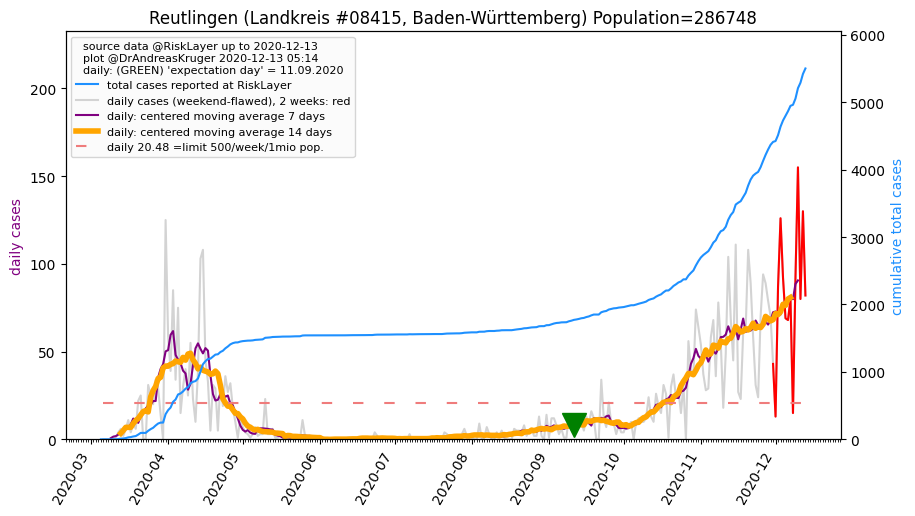 Reutlingen (Landkreis #08415, Baden-Württemberg) Population=286748
source data @RiskLayer up to 2020-12-13
plot @DrAndreasKruger 2020-12-13 05:14
daily: (GREEN) 'expectation day' = 11.09.2020
total cases reported at RiskLayer
daily cases (weekend-flawed), 2 weeks: red
daily: centered moving average 7 days
daily: centered moving average 14 days
daily 20.48 =limit 500/week/1mio pop.
daily cases
200
150
100
50
0
cumulative total cases
6000
5000
4000
3000
2000
1000
0
2020-03
2020-04
2020-05
2020-06
2020-07
2020-08
2020-09
2020-10
2020-11
2020-12